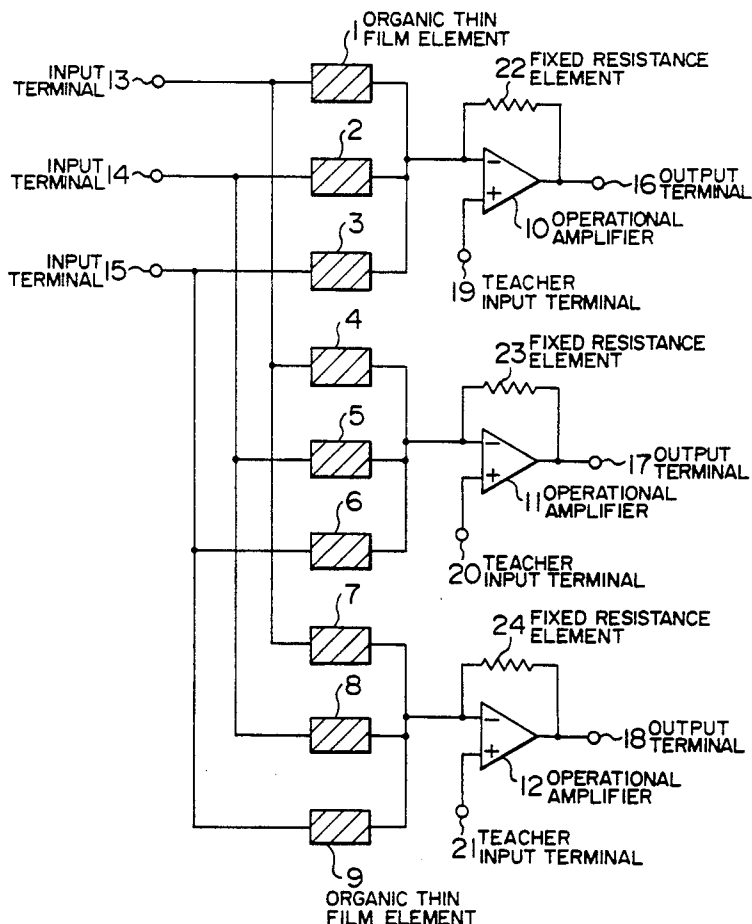 1 ORGANIC THIN
FILM ELEMENT
INPUT
TERMINAL 13
22 FIXED RESISTANCE
ELEMENT
2
INPUT
TERMINAL 14
−
+
16 OUTPUT
TERMINAL
10 OPERATIONAL
AMPLIFIER
3
INPUT
TERMINAL 15
19 TEACHER
INPUT TERMINAL
4
23 FIXED RESISTANCE
ELEMENT
5
−
+
17 OUTPUT
TERMINAL
11 OPERATIONAL
AMPLIFIER
6
20 TEACHER
INPUT TERMINAL
7
24 FIXED RESISTANCE
ELEMENT
8
−
+
18 OUTPUT
TERMINAL
12 OPERATIONAL
AMPLIFIER
21 TEACHER
INPUT TERMINAL
9
ORGANIC THIN
FILM ELEMENT